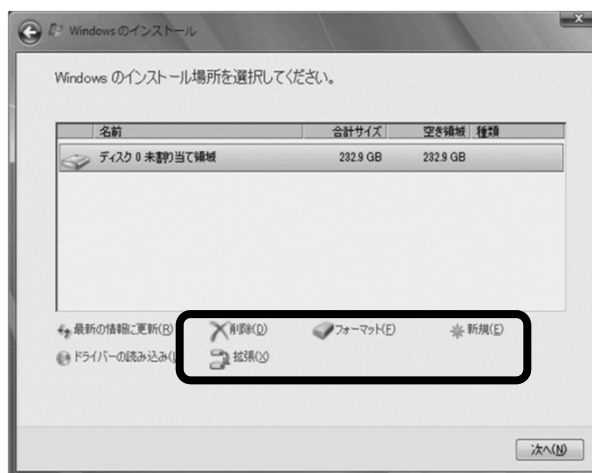 Windows のインストール
Windows のインストール場所を選択してください。
名前 合計サイズ 空き領域 種類
ディスク 0 未割り当て領域 232.9 GB 232.9 GB
最新の情報に更新(R) 削除(D) フォーマット(F) 新規(E)
ドライバーの読み込み( 拡張(X)
次へ(N)